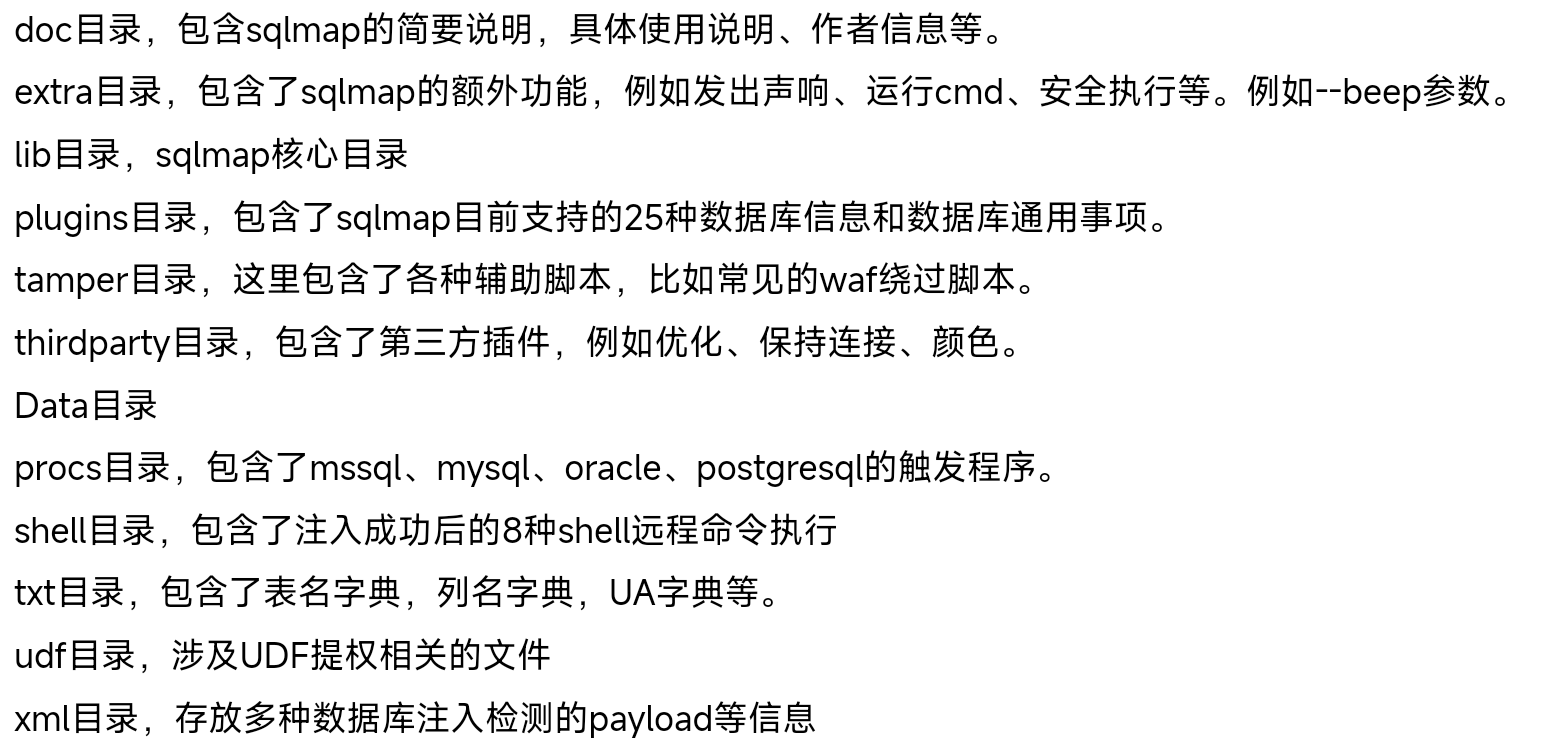 doc目录，包含sqlmap的简要说明，具体使用说明、作者信息等。
extra目录，包含了sqlmap的额外功能，例如发出声响、运行cmd、安全执行等。例如--beep参数。
lib目录，sqlmap核心目录
plugins目录，包含了sqlmap目前支持的25种数据库信息和数据库通用事项。
tamper目录，这里包含了各种辅助脚本，比如常见的waf绕过脚本。
thirdparty目录，包含了第三方插件，例如优化、保持连接、颜色。
Data目录
procs目录，包含了mssql、mysql、oracle、postgresql的触发程序。
shell目录，包含了注入成功后的8种shell远程命令执行
txt目录，包含了表名字典，列名字典，UA字典等。
udf目录，涉及UDF提权相关的文件
xml目录，存放多种数据库注入检测的payload等信息